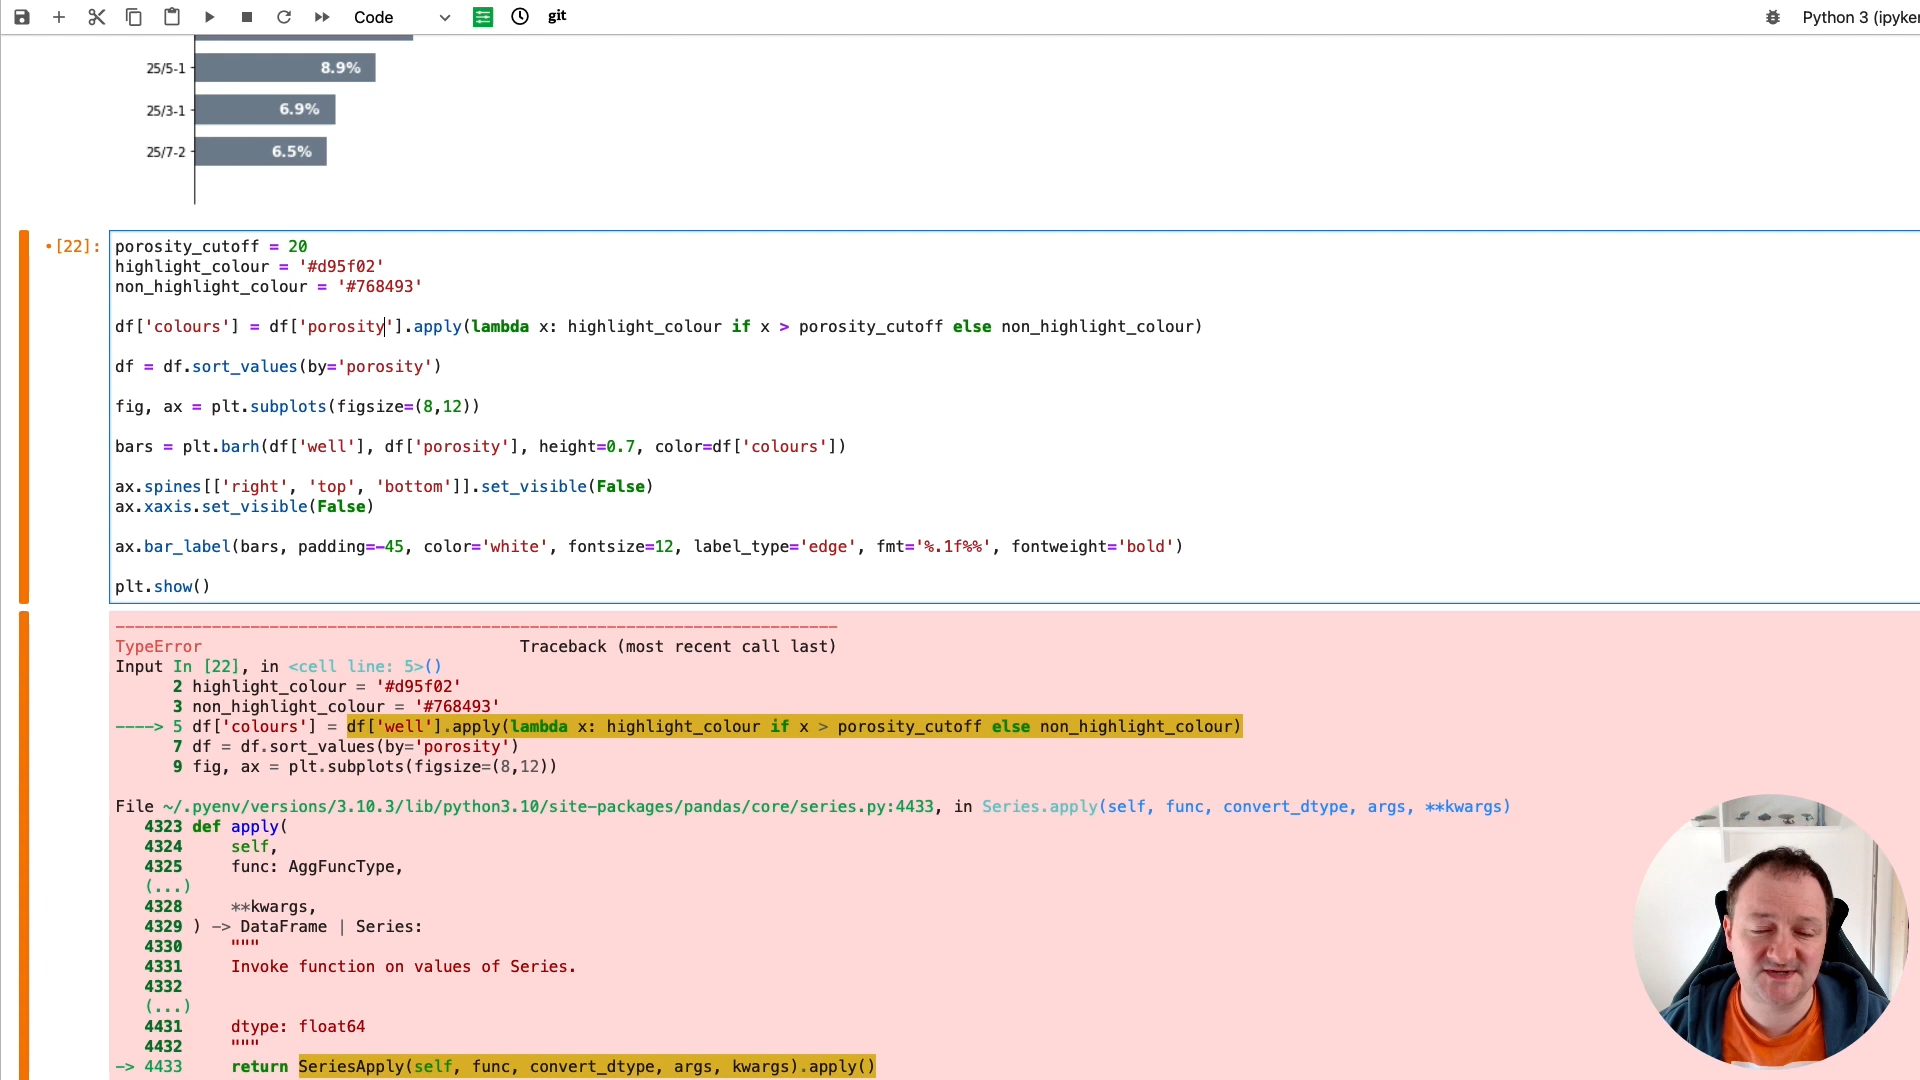 Code
git
Python 3 (ipyker
25/5-1 8.9%
25/3-1 6.9%
25/7-2 6.5%
•[22]:
porosity_cutoff = 20
highlight_colour = '#d95f02'
non_highlight_colour = '#768493'
df['colours'] = df['porosity'].apply(lambda x: highlight_colour if x > porosity_cutoff else non_highlight_colour)
df = df.sort_values(by='porosity')
fig, ax = plt.subplots(figsize=(8,12))
bars = plt.barh(df['well'], df['porosity'], height=0.7, color=df['colours'])
ax.spines[['right', 'top', 'bottom']].set_visible(False)
ax.xaxis.set_visible(False)
ax.bar_label(bars, padding=-45, color='white', fontsize=12, label_type='edge', fmt='%.1f%%', fontweight='bold')
plt.show()
---------------------------------------------------------------------------
TypeError Traceback (most recent call last)
Input In [22], in <cell line: 5>()
2 highlight_colour = '#d95f02'
3 non_highlight_colour = '#768493'
----> 5 df['colours'] = df['well'].apply(lambda x: highlight_colour if x > porosity_cutoff else non_highlight_colour)
7 df = df.sort_values(by='porosity')
9 fig, ax = plt.subplots(figsize=(8,12))
File ~/.pyenv/versions/3.10.3/lib/python3.10/site-packages/pandas/core/series.py:4433, in Series.apply(self, func, convert_dtype, args, **kwargs)
4323 def apply(
4324 self,
4325 func: AggFuncType,
(...)
4328 **kwargs,
4329 ) -> DataFrame | Series:
4330 """
4331 Invoke function on values of Series.
4332
(...)
4431 dtype: float64
4432 """
-> 4433 return SeriesApply(self, func, convert_dtype, args, kwargs).apply()